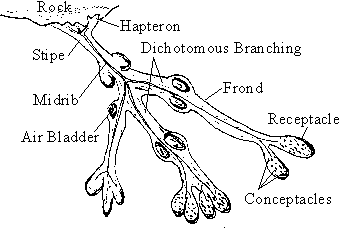 Rock
Hapteron
Stipe
Dichotomous Branching
Midrib
Frond
Air Bladder
Receptacle
Conceptacles